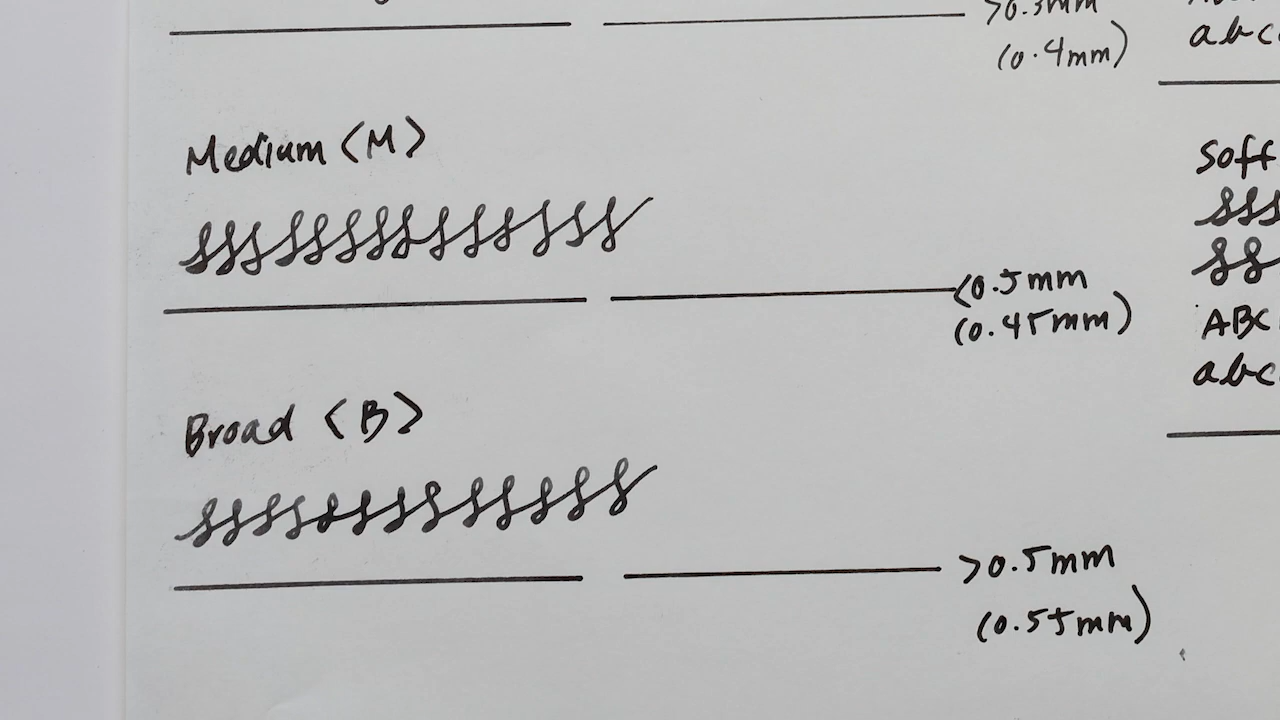 >0.3mm
(0.4mm)
Medium <M>
<0.5mm
(0.45mm)
Broad <B>
>0.5mm
(0.55mm)
abc
Soft
ABC
abc